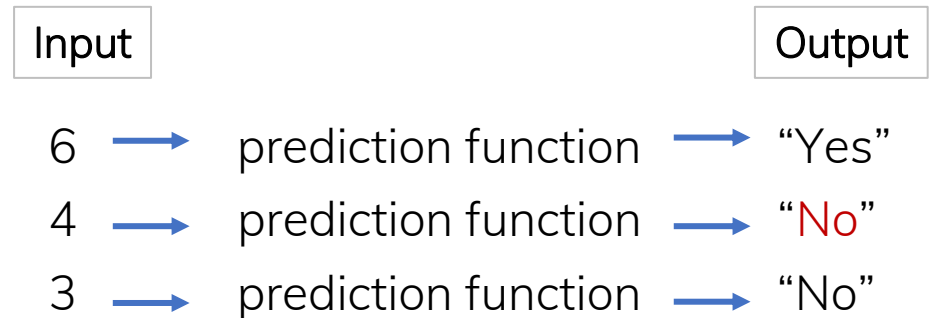 Input Output
6 prediction function “Yes”
4 prediction function “No”
3 prediction function “No”